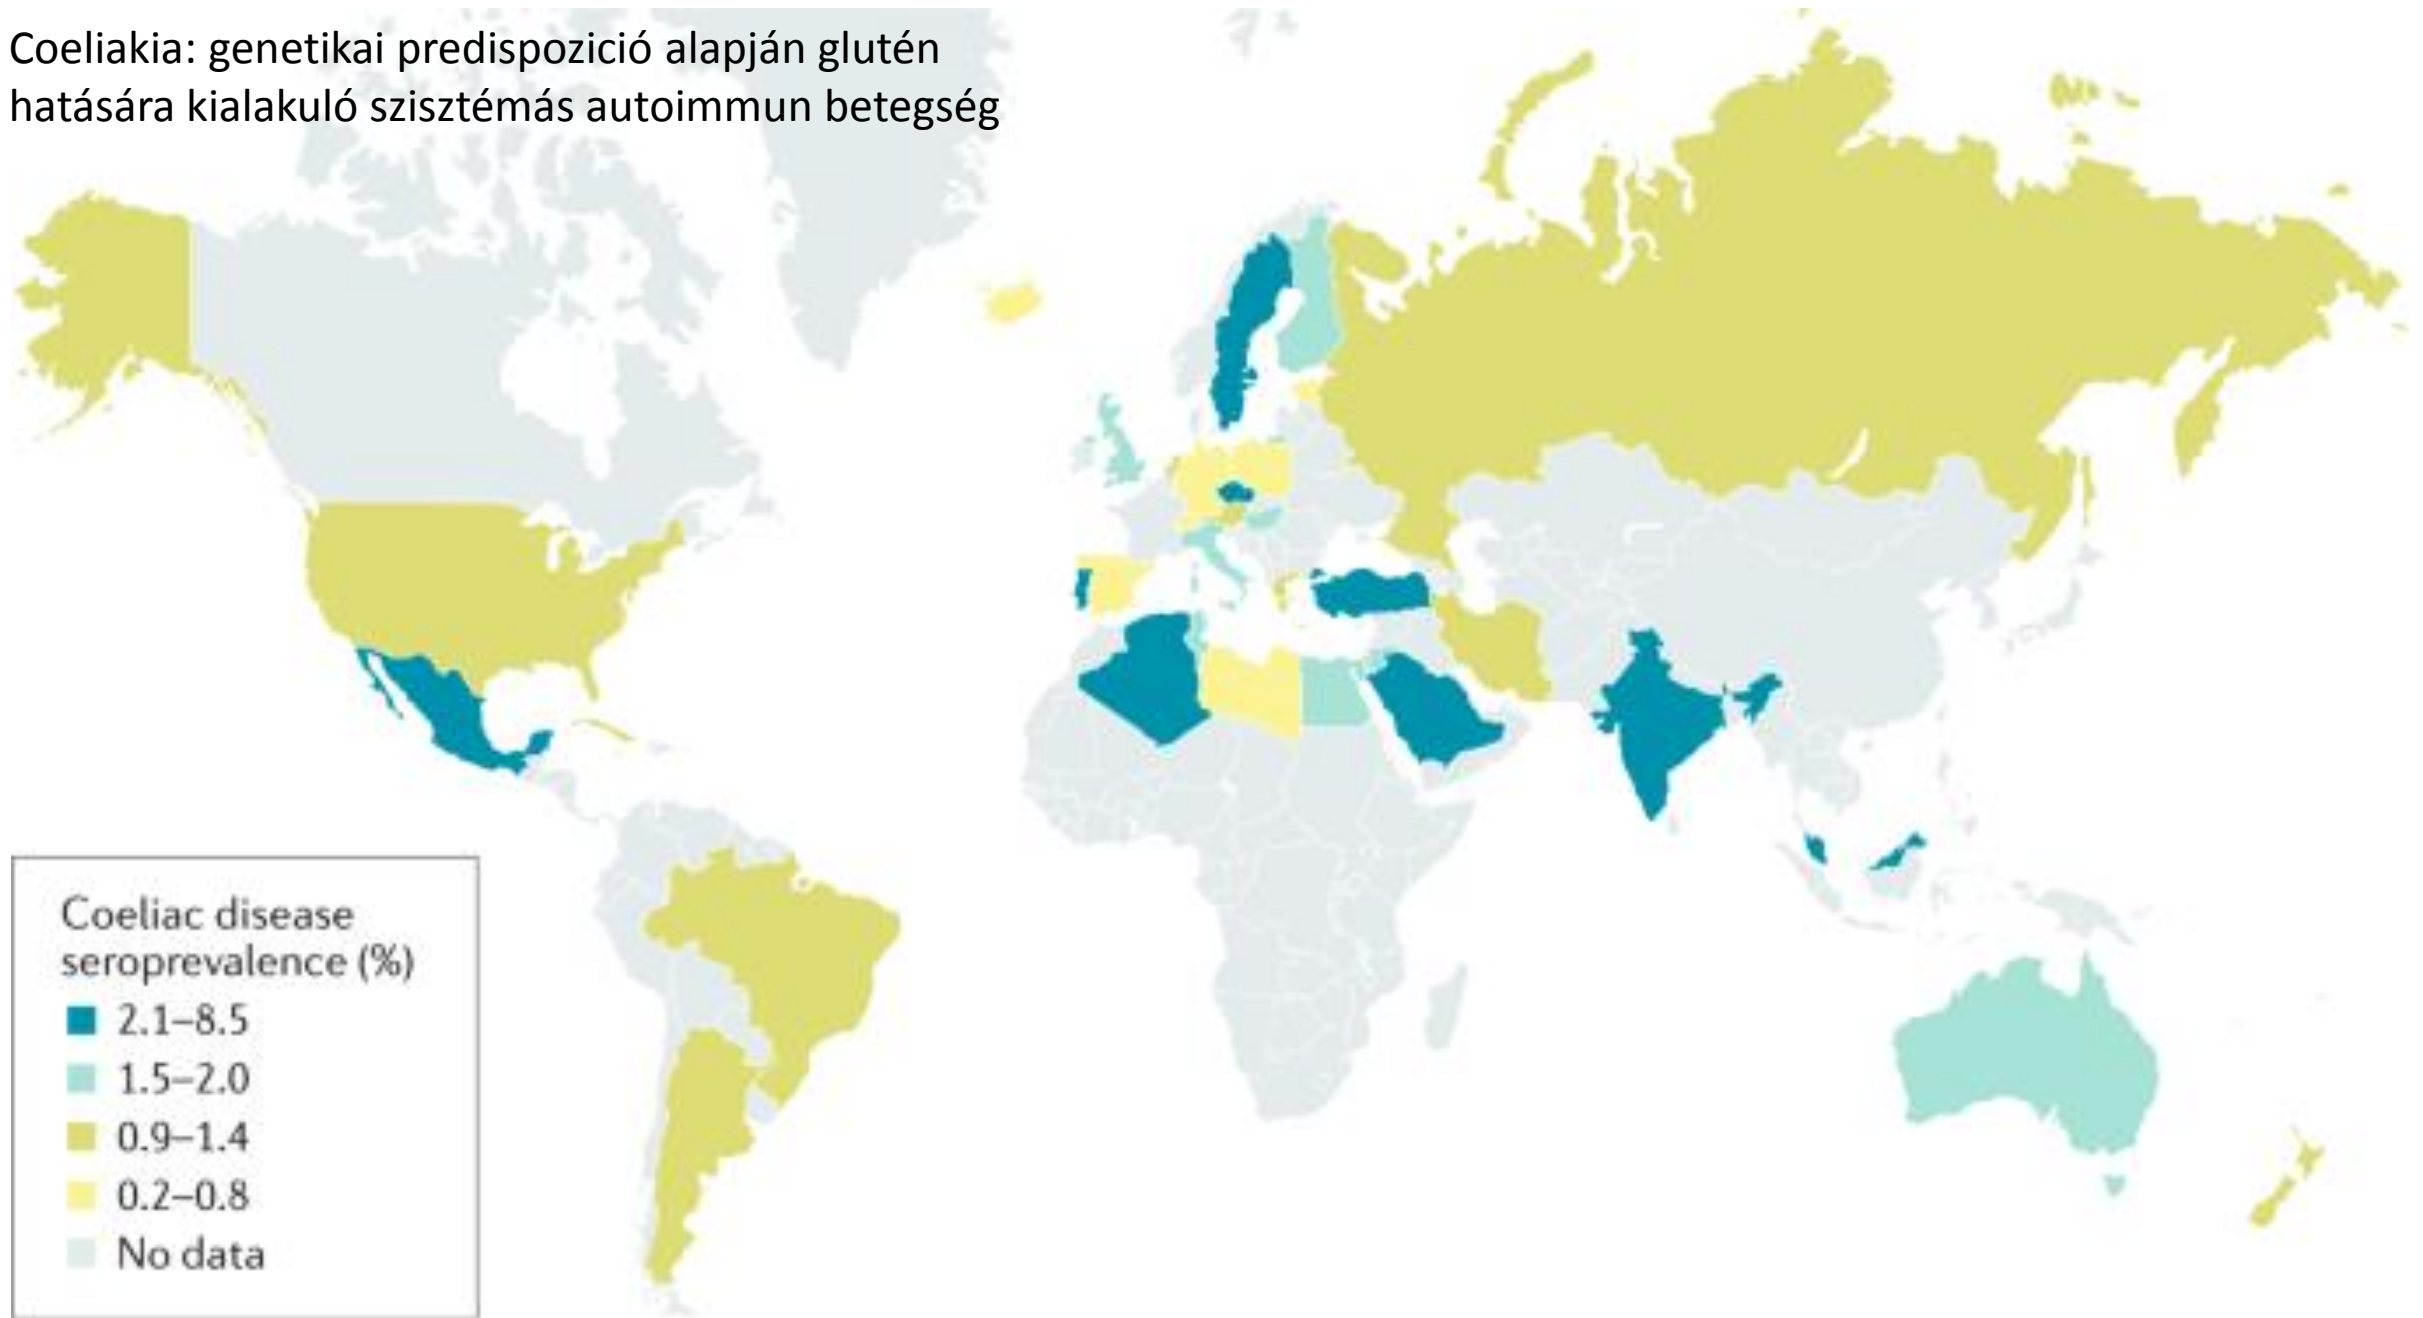 Coeliakia: genetikai predispozició alapján glutén
hatására kialakuló szisztémás autoimmun betegség
Coeliac disease
seroprevalence (%)
2.1–8.5
1.5–2.0
0.9–1.4
0.2–0.8
No data